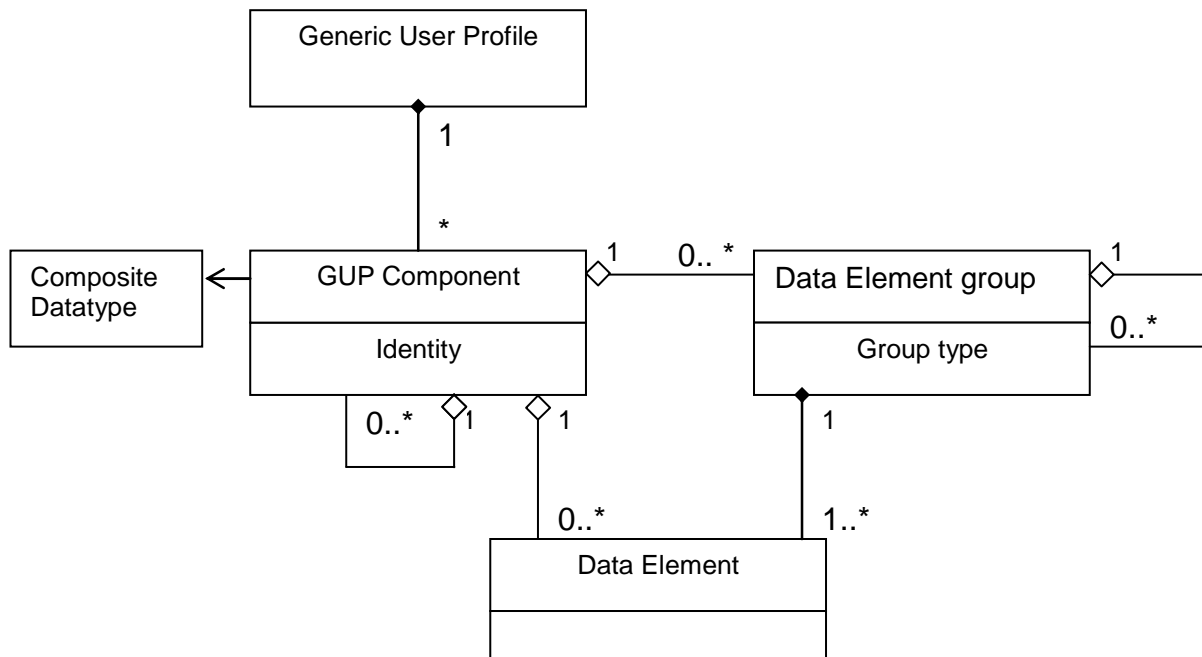 Generic User Profile
1
*
Composite
Datatype
GUP Component
1
0.. *
Data Element group
1
Identity
Group type
0..*
0..*
1
1
1
0..*
1..*
Data Element